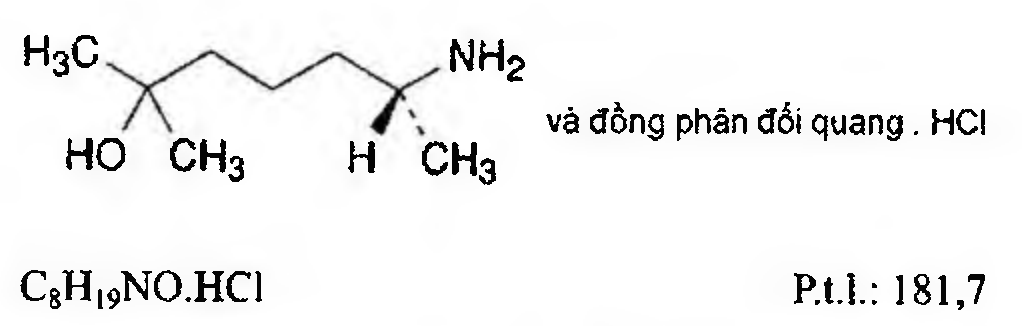 H₃C NH₂
và đồng phân đối quang . HCl
HO CH₃ H CH₃
C₈H₁₉NO.HCl P.t.l.: 181,7